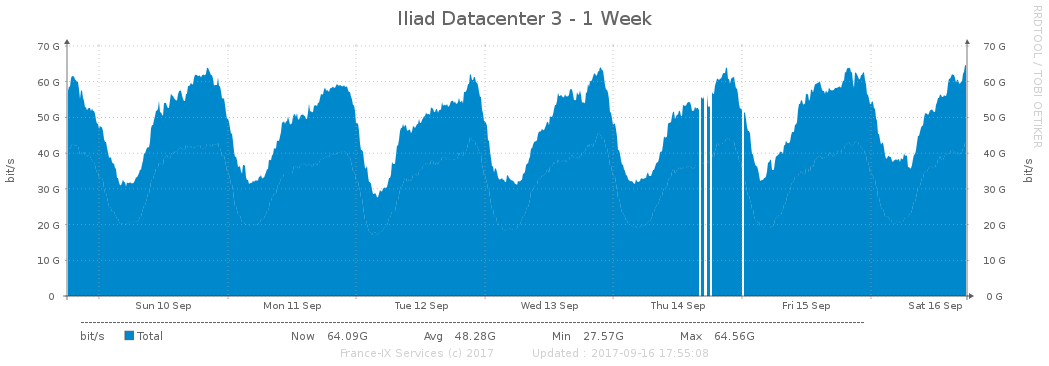 Iliad Datacenter 3 - 1 Week
RRDTOOL / TOBI OETIKER
70 G 70 G
60 G 60 G
50 G 50 G
40 G 40 G
30 G 30 G
20 G 20 G
10 G 10 G
0 0 G
bit/s bit/s
Sun 10 Sep Mon 11 Sep Tue 12 Sep Wed 13 Sep Thu 14 Sep Fri 15 Sep Sat 16 Sep
bit/s Total Now 64.09G Avg 48.28G Min 27.57G Max 64.56G
France-IX Services (c) 2017 Updated : 2017-09-16 17:55:08